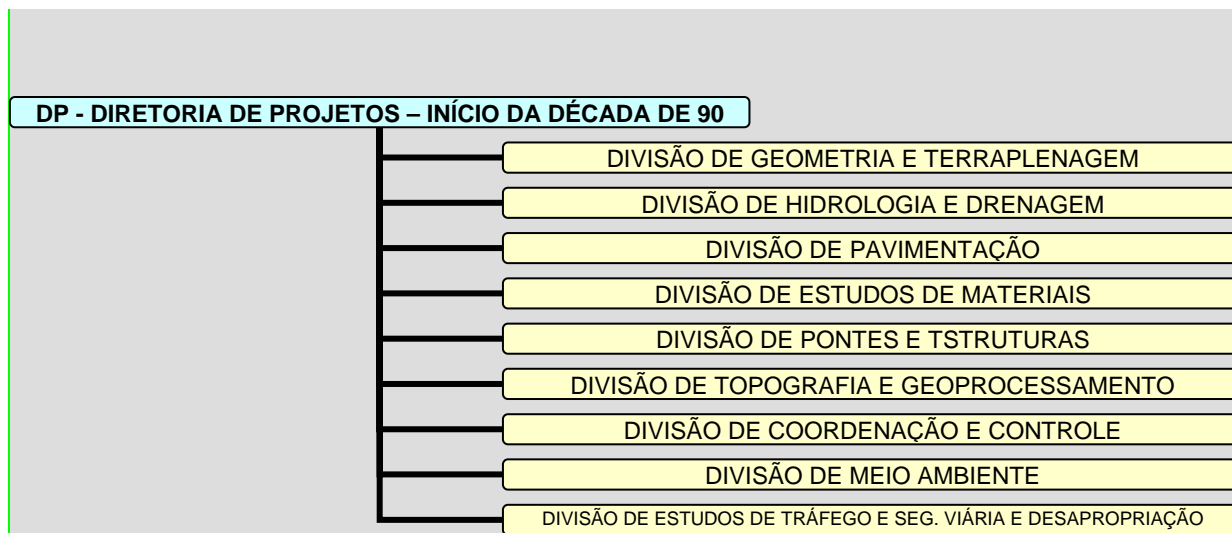 DP - DIRETORIA DE PROJETOS – INÍCIO DA DÉCADA DE 90
DIVISÃO DE GEOMETRIA E TERRAPLENAGEM
DIVISÃO DE HIDROLOGIA E DRENAGEM
DIVISÃO DE PAVIMENTAÇÃO
DIVISÃO DE ESTUDOS DE MATERIAIS
DIVISÃO DE PONTES E TSTRUTURAS
DIVISÃO DE TOPOGRAFIA E GEOPROCESSAMENTO
DIVISÃO DE COORDENAÇÃO E CONTROLE
DIVISÃO DE MEIO AMBIENTE
DIVISÃO DE ESTUDOS DE TRÁFEGO E SEG. VIÁRIA E DESAPROPRIAÇÃO